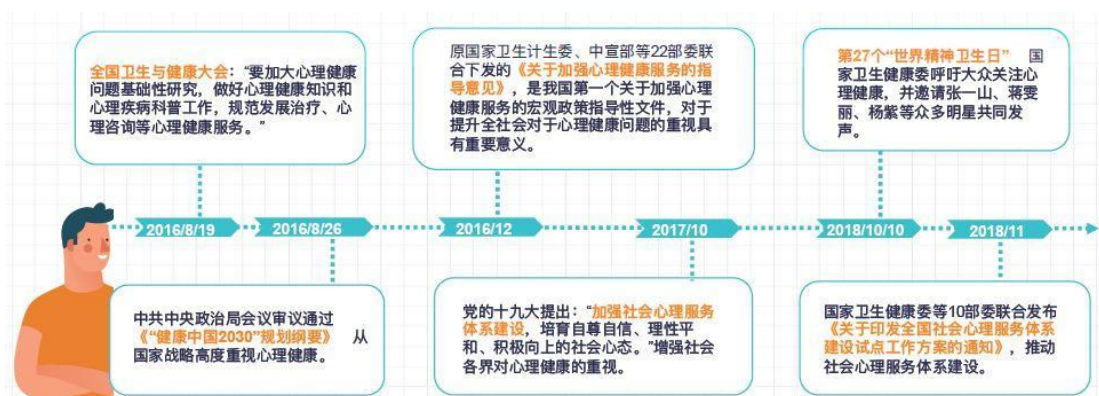 全国卫生与健康大会：“要加大心理健康
问题基础性研究，做好心理健康知识和
心理疾病科普工作，规范发展治疗、心
理咨询等心理健康服务。”
原国家卫生计生委、中宣部等22部委联
合下发的《关于加强心理健康服务的指
导意见》，是我国第一个关于加强心理
健康服务的宏观政策指导性文件，对于
提升全社会对于心理健康问题的重视具
有重要意义。
第27个“世界精神卫生日” 国
家卫生健康委呼吁大众关注心
理健康，并邀请张一山、蒋雯
丽、杨紫等众多明星共同发
声。
2016/8/19
2016/8/26
2016/12
2017/10
2018/10/10
2018/11
中共中央政治局会议审议通过
《“健康中国2030”规划纲要》 从
国家战略高度重视心理健康。
党的十九大提出：“加强社会心理服务
体系建设，培育自尊自信、理性平
和、积极向上的社会心态。”增强社会
各界对心理健康的重视。
国家卫生健康委等10部委联合发布
《关于印发全国社会心理服务体系
建设试点工作方案的通知》，推动
社会心理服务体系建设。